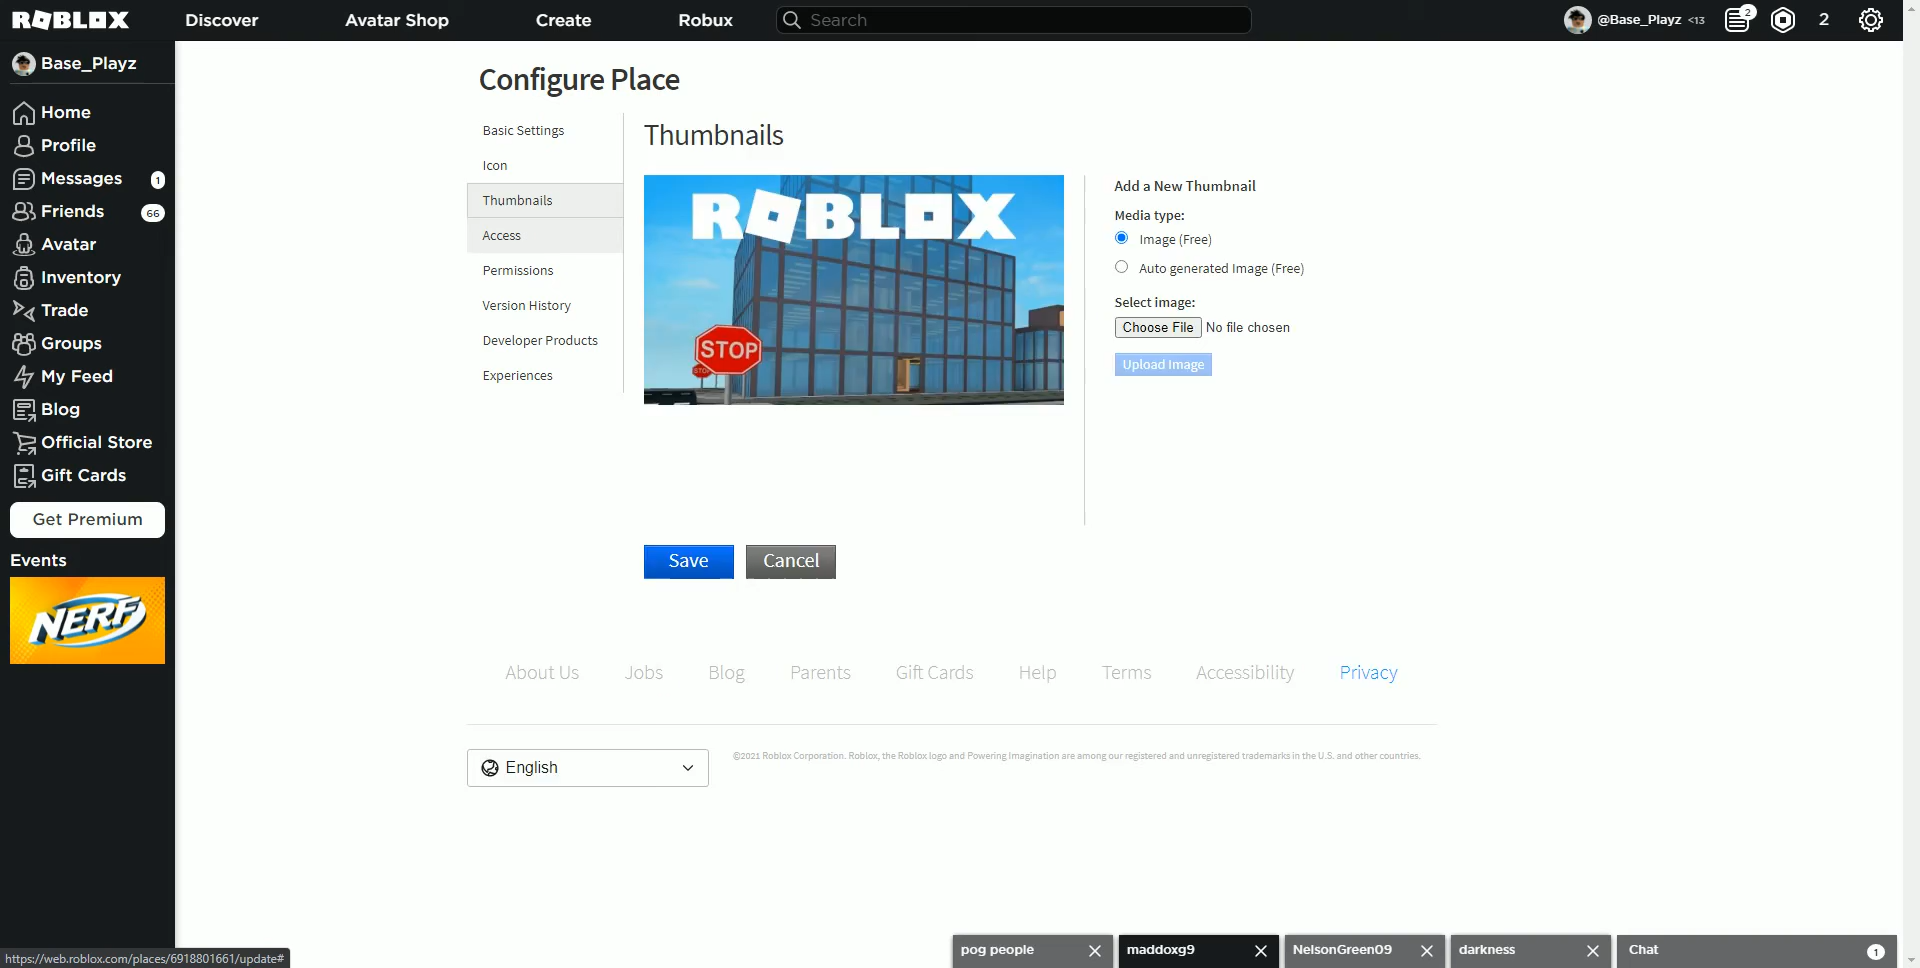 ROBLOX
Discover
Avatar Shop
Create
Robux
Search
@Base_Playz <13
2
2
Base_Playz
Home
Profile
Messages 1
Friends 66
Avatar
Inventory
Trade
Groups
My Feed
Blog
Official Store
Gift Cards
Get Premium
Events
NERF
Configure Place
Basic Settings
Icon
Thumbnails
Access
Permissions
Version History
Developer Products
Experiences
Thumbnails
ROBLOX
STOP
STOP
Add a New Thumbnail
Media type:
Image (Free)
Auto generated Image (Free)
Select image:
Choose File No file chosen
Upload Image
Save
Cancel
About Us
Jobs
Blog
Parents
Gift Cards
Help
Terms
Accessibility
Privacy
English
©2021 Roblox Corporation. Roblox, the Roblox logo and Powering Imagination are among our registered and unregistered trademarks in the U.S. and other countries.
https://web.roblox.com/places/6918801661/update#
pog people
maddoxg9
NelsonGreen09
darkness
Chat
1